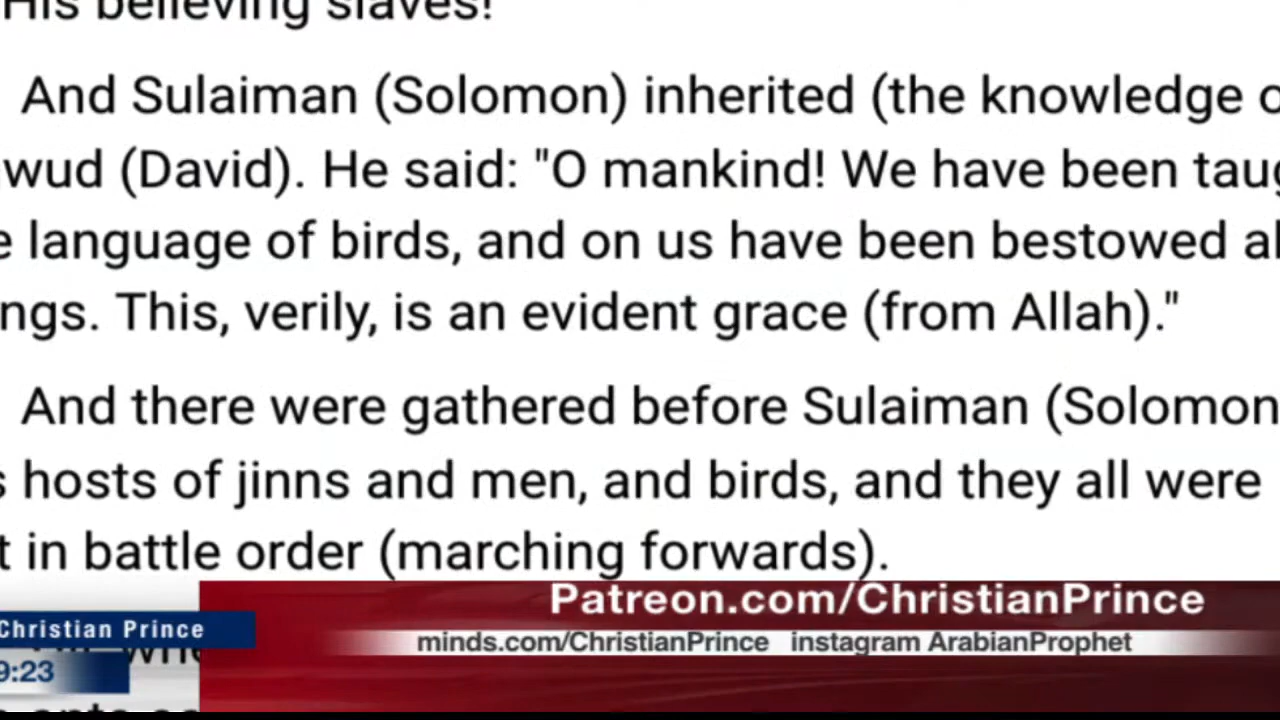 His believing slaves!
And Sulaiman (Solomon) inherited (the knowledge o
wud (David). He said: "O mankind! We have been taug
e language of birds, and on us have been bestowed al
ngs. This, verily, is an evident grace (from Allah)."
And there were gathered before Sulaiman (Solomon
s hosts of jinns and men, and birds, and they all were
t in battle order (marching forwards).
Patreon.com/ChristianPrince
Christian Prince
minds.com/ChristianPrince instagram ArabianProphet
9:23